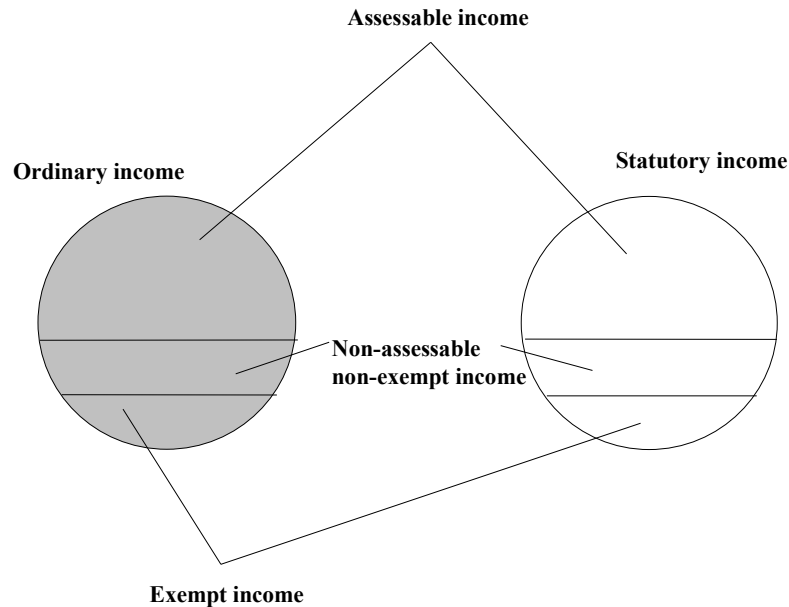 Assessable income
Ordinary income
Statutory income
Non-assessable
non-exempt income
Exempt income